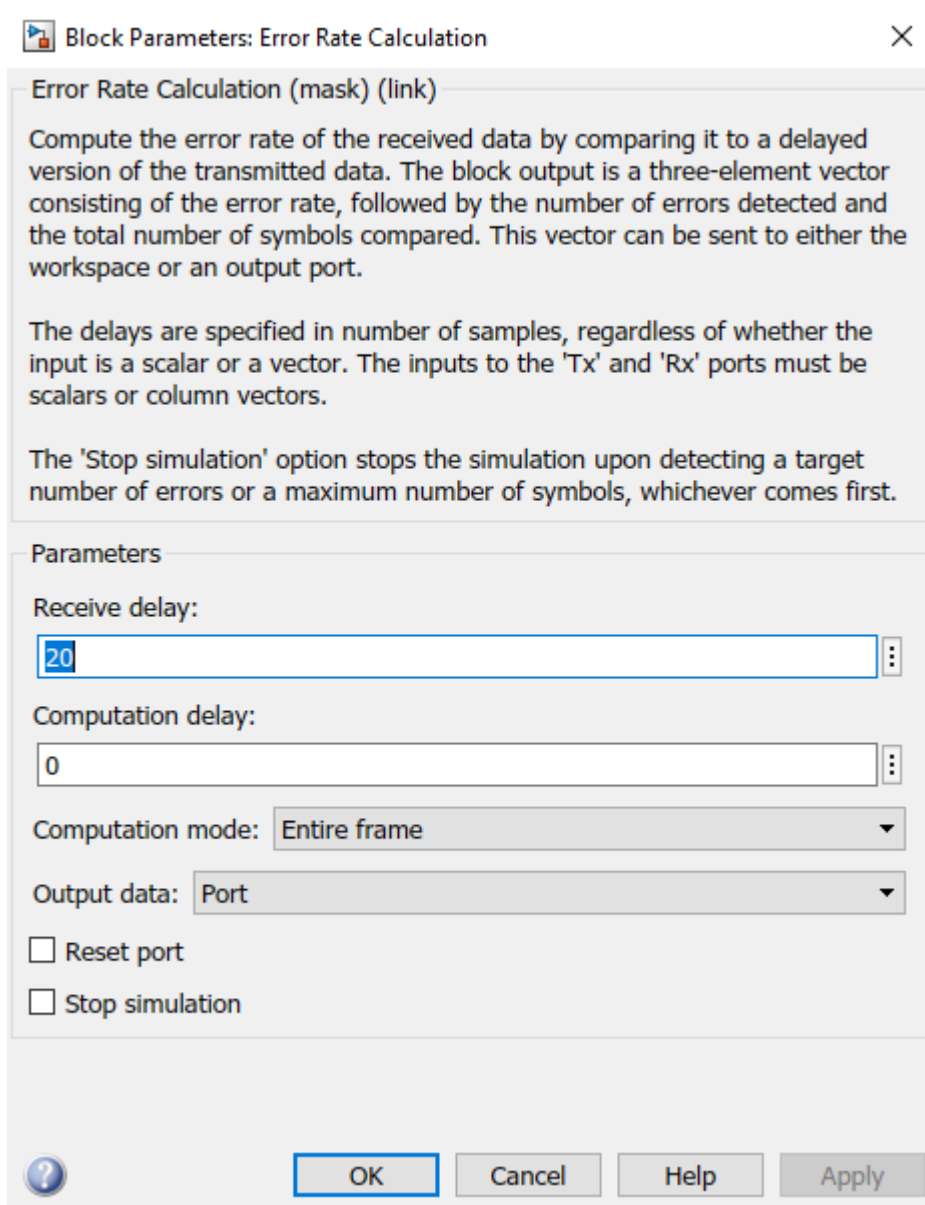 Block Parameters: Error Rate Calculation
Error Rate Calculation (mask) (link)
Compute the error rate of the received data by comparing it to a delayed
version of the transmitted data. The block output is a three-element vector
consisting of the error rate, followed by the number of errors detected and
the total number of symbols compared. This vector can be sent to either the
workspace or an output port.
The delays are specified in number of samples, regardless of whether the
input is a scalar or a vector. The inputs to the 'Tx' and 'Rx' ports must be
scalars or column vectors.
The 'Stop simulation' option stops the simulation upon detecting a target
number of errors or a maximum number of symbols, whichever comes first.
Parameters
Receive delay:
20
Computation delay:
0
Computation mode: Entire frame
Output data: Port
Reset port
Stop simulation
? OK Cancel Help Apply